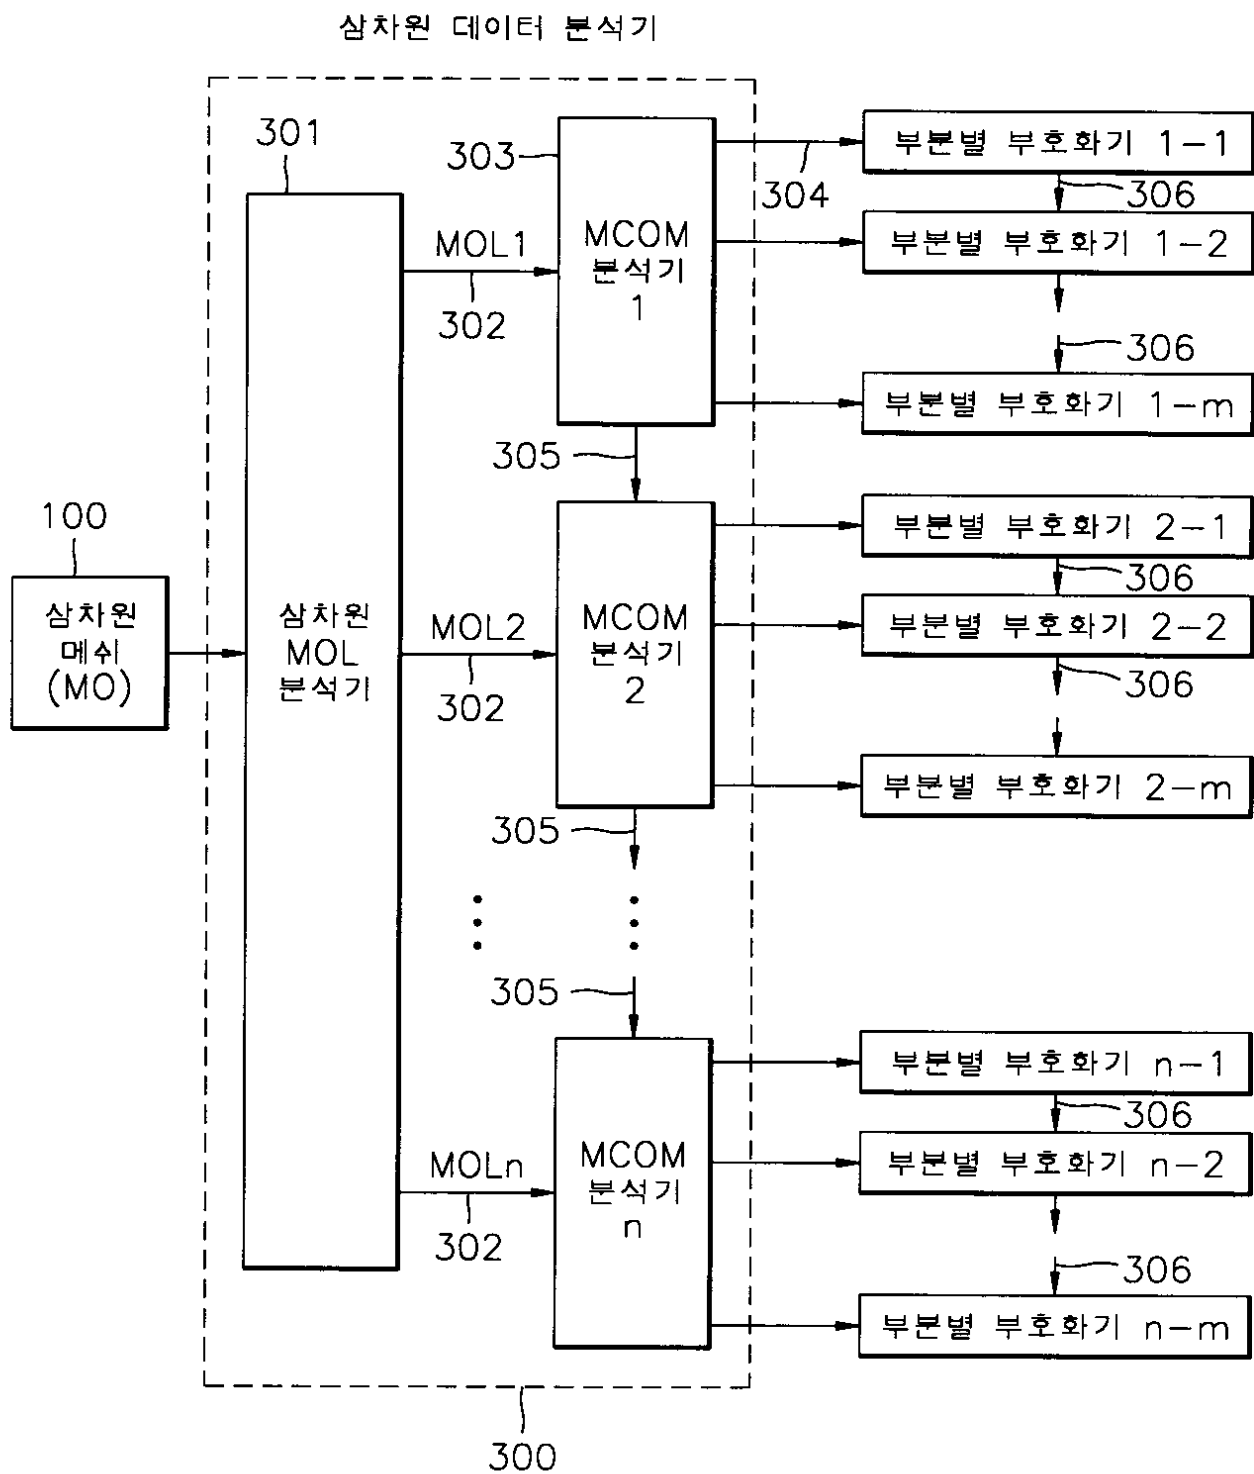 삼차원 데이터 분석기
301
303
부분별 부호화기 1-1
304
306
MCOM
분석기
1
부분별 부호화기 1-2
MOL1
302
306
부분별 부호화기 1-m
305
100
부분별 부호화기 2-1
306
삼차원
메쉬
(MO)
삼차원
MOL
분석기
MOL2
302
MCOM
분석기
2
부분별 부호화기 2-2
306
부분별 부호화기 2-m
305
305
부분별 부호화기 n-1
306
MOLn
302
MCOM
분석기
n
부분별 부호화기 n-2
306
부분별 부호화기 n-m
300